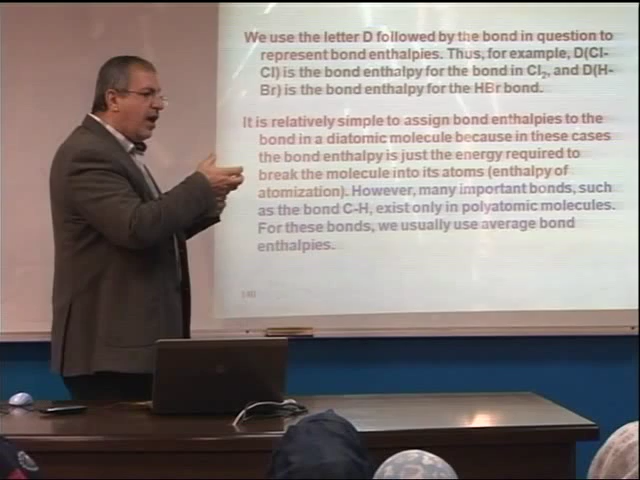 We use the letter D followed by the bond in question to
represent bond enthalpies. Thus, for example, D(Cl-
Cl) is the bond enthalpy for the bond in Cl₂, and D(H-
Br) is the bond enthalpy for the HBr bond.
It is relatively simple to assign bond enthalpies to the
bond in a diatomic molecule because in these cases
the bond enthalpy is just the energy required to
break the molecule into its atoms (enthalpy of
atomization). However, many important bonds, such
as the bond C-H, exist only in polyatomic molecules.
For these bonds, we usually use average bond
enthalpies.